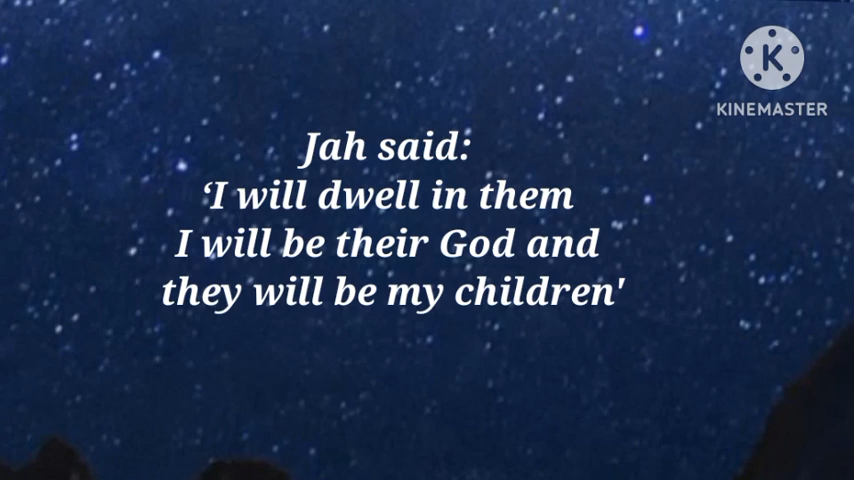 K
KINEMASTER
Jah said:
‘I will dwell in them
I will be their God and
they will be my children'